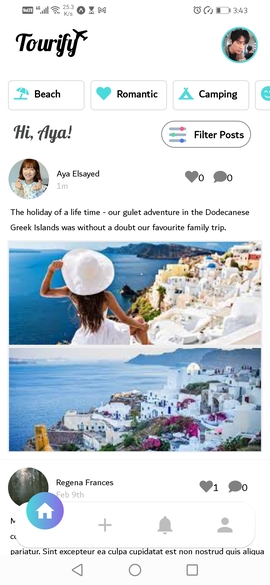 25.3
K/s
3:43
Tourify
Beach
Romantic
Camping
Hi, Aya!
Filter Posts
Aya Elsayed
1m
0
0
The holiday of a life time - our gulet adventure in the Dodecanese
Greek Islands was without a doubt our favourite family trip.
Regena Frances
Feb 9th
1
0
pariatur. Sint excepteur ea culpa cupidatat est non nostrud quis aliqua